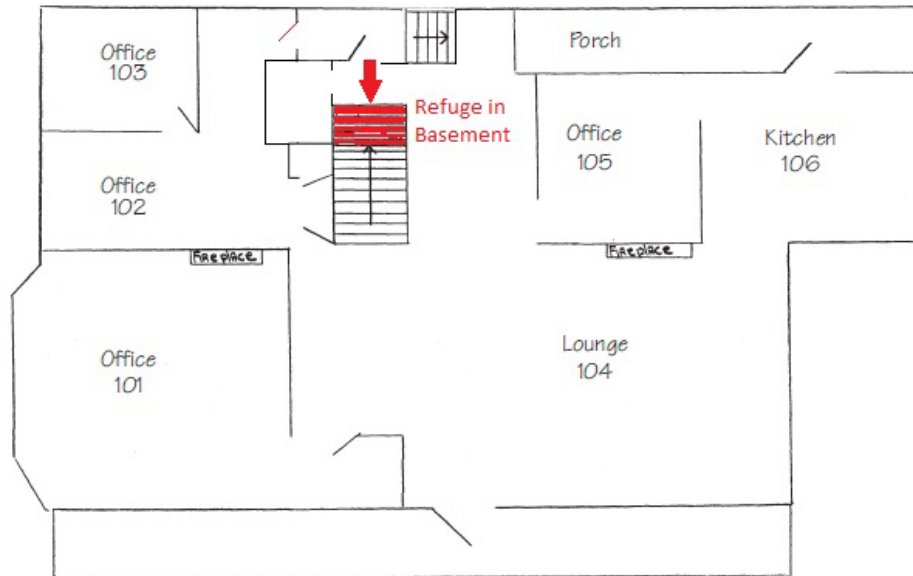 Office
103
Porch
Refuge in
Basement
Office
105
Kitchen
106
Office
102
Fireplace
Fireplace
Office
101
Lounge
104